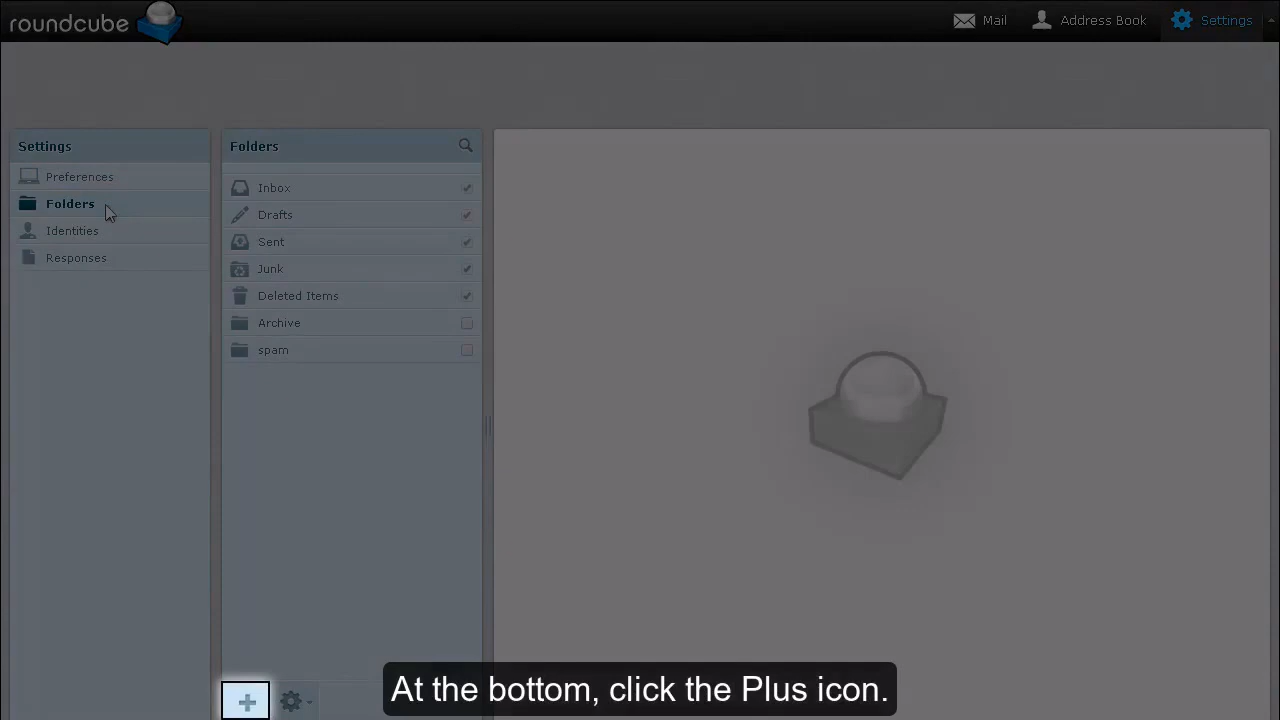 roundcube
Mail
Address Book
Settings
Settings
Preferences
Folders
Identities
Responses
Folders
Inbox
Drafts
Sent
Junk
Deleted Items
Archive
spam
At the bottom, click the Plus icon.